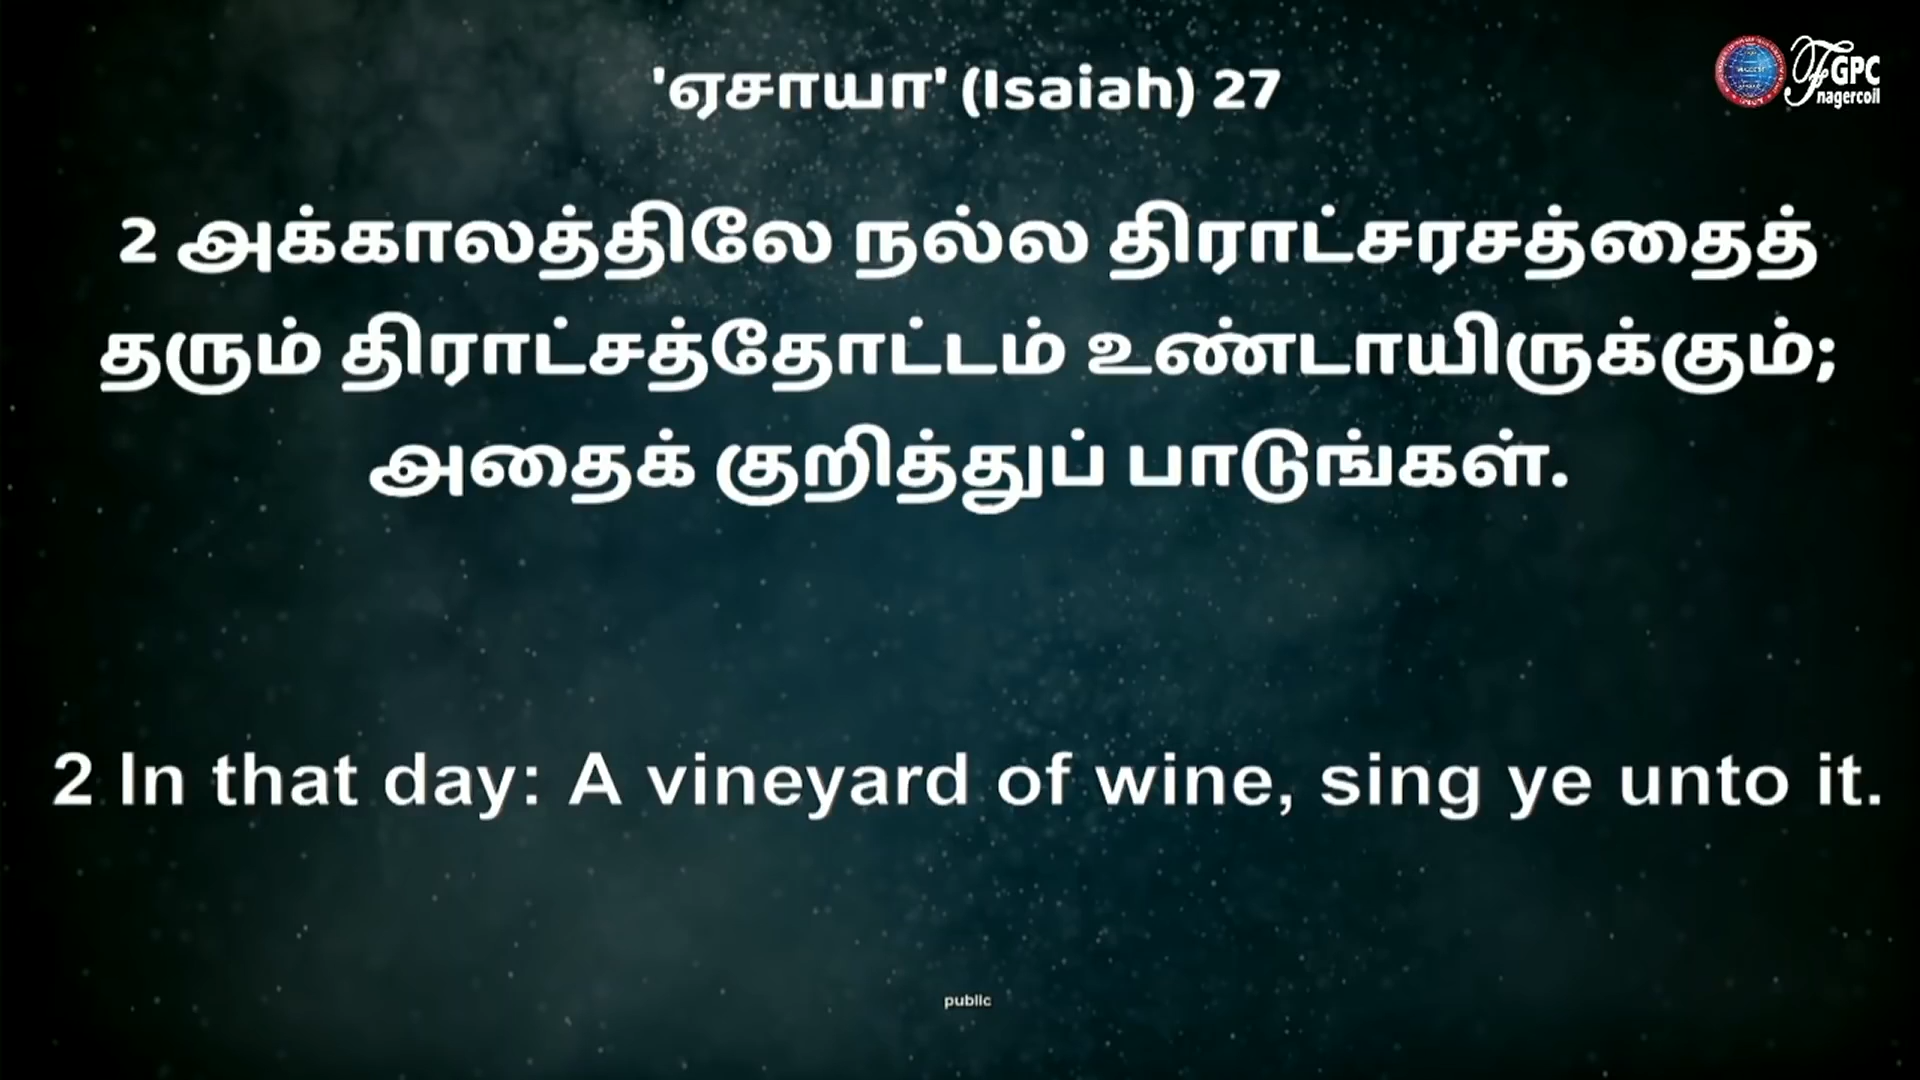 'ஏசாயா' (Isaiah) 27
FGPC
nagercoil
2 அக்காலத்திலே நல்ல திராட்சரசத்தைத்
தரும் திராட்சத்தோட்டம் உண்டாயிருக்கும்;
அதைக் குறித்துப் பாடுங்கள்.
2 In that day: A vineyard of wine, sing ye unto it.
public